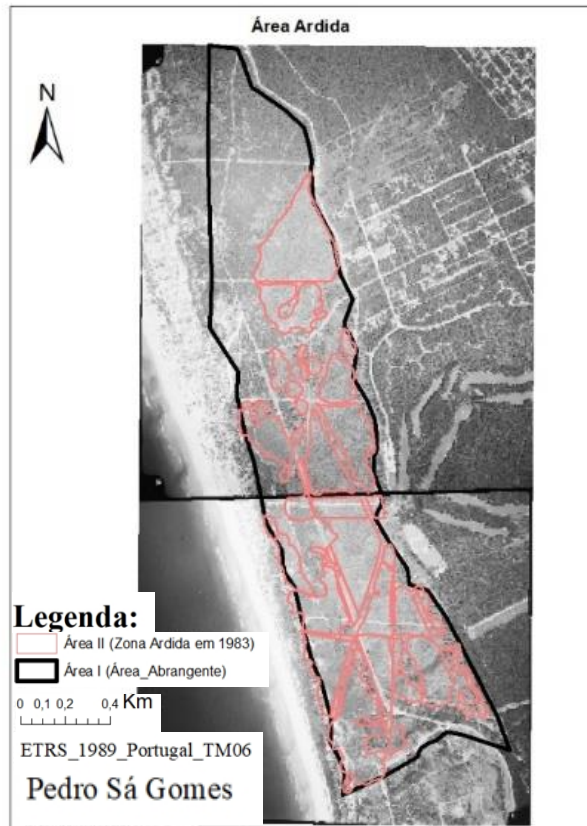 Área Ardida
N
Legenda:
Área II (Zona Ardida em 1983)
Área I (Área_Abrangente)
0 0,1 0,2 0,4 Km
ETRS_1989_Portugal_TM06
Pedro Sá Gomes